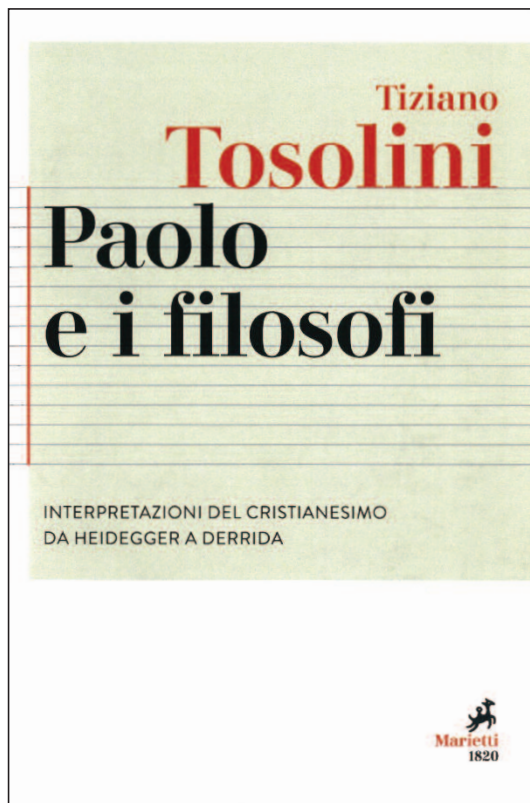 Tiziano
Tosolini
Paolo
e i filosofi
INTERPRETAZIONI DEL CRISTIANESIMO
DA HEIDEGGER A DERRIDA
Marietti
1820